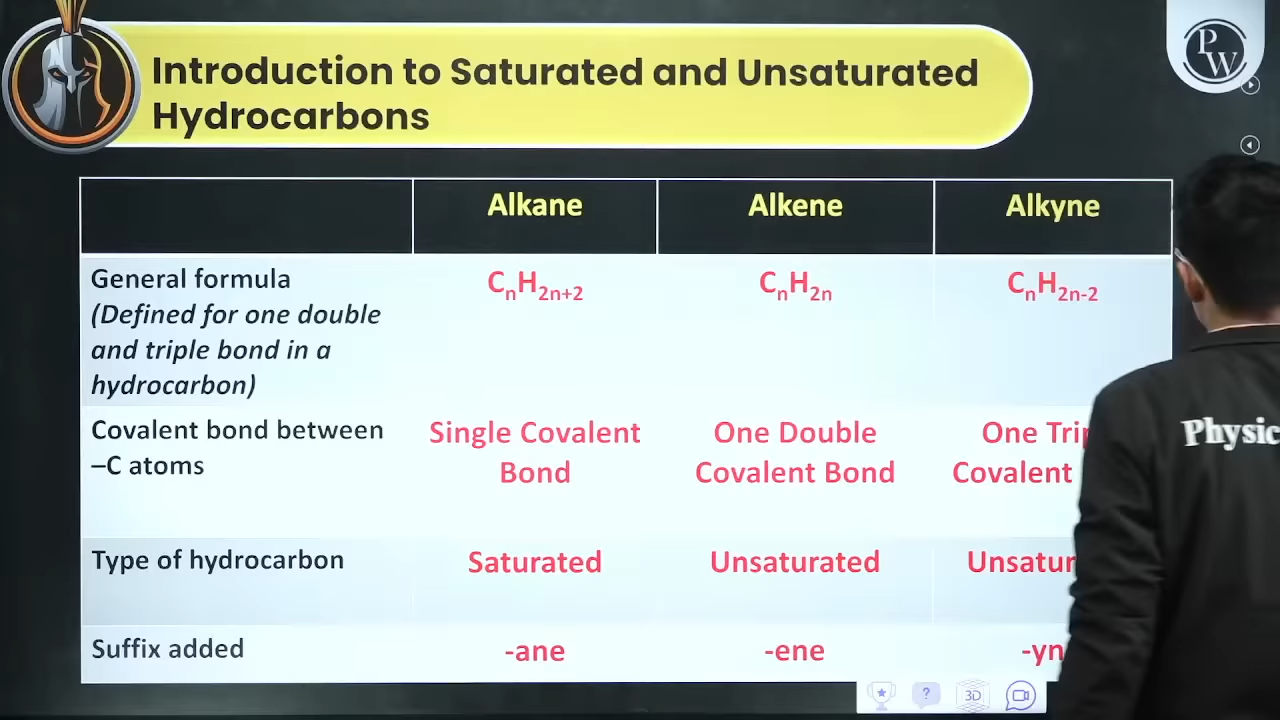 Introduction to Saturated and Unsaturated
Hydrocarbons
P
W
Alkane Alkene Alkyne
General formula CₙH₂ₙ₊₂ CₙH₂ₙ CₙH₂ₙ₋₂
(Defined for one double
and triple bond in a
hydrocarbon)
Covalent bond between Single Covalent One Double One
–C atoms Bond Covalent Bond Covalent
Type of hydrocarbon Saturated Unsaturated
Suffix added -ane -ene
? 3D